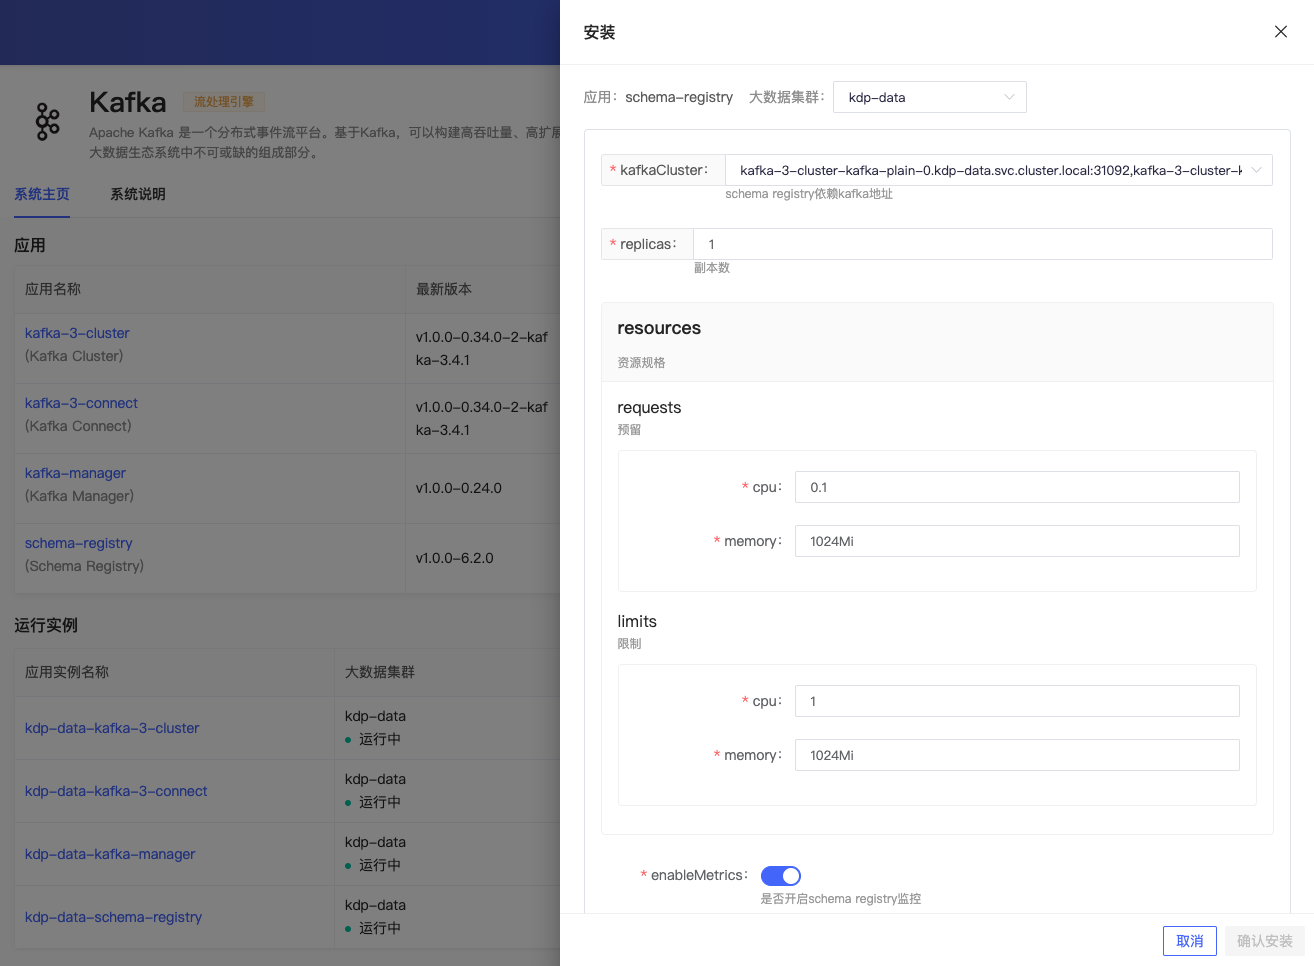 Kafka 流处理引擎
Apache Kafka 是一个分布式事件流平台。基于Kafka，可以构建高吞吐量、高扩展
大数据生态系统中不可或缺的组成部分。
系统主页 系统说明
应用
应用名称 最新版本
kafka-3-cluster
(Kafka Cluster)
v1.0.0-0.34.0-2-kaf
ka-3.4.1
kafka-3-connect
(Kafka Connect)
v1.0.0-0.34.0-2-kaf
ka-3.4.1
kafka-manager
(Kafka Manager)
v1.0.0-0.24.0
schema-registry
(Schema Registry)
v1.0.0-6.2.0
运行实例
应用实例名称 大数据集群
kdp-data-kafka-3-cluster
kdp-data
运行中
kdp-data-kafka-3-connect
kdp-data
运行中
kdp-data-kafka-manager
kdp-data
运行中
kdp-data-schema-registry
kdp-data
运行中
安装
应用： schema-registry 大数据集群： kdp-data
* kafkaCluster： kafka-3-cluster-kafka-plain-0.kdp-data.svc.cluster.local:31092,kafka-3-cluster-k
schema registry依赖kafka地址
* replicas： 1
副本数
resources
资源规格
requests
预留
* cpu： 0.1
* memory： 1024Mi
limits
限制
* cpu： 1
* memory： 1024Mi
* enableMetrics：
是否开启schema registry监控
取消 确认安装